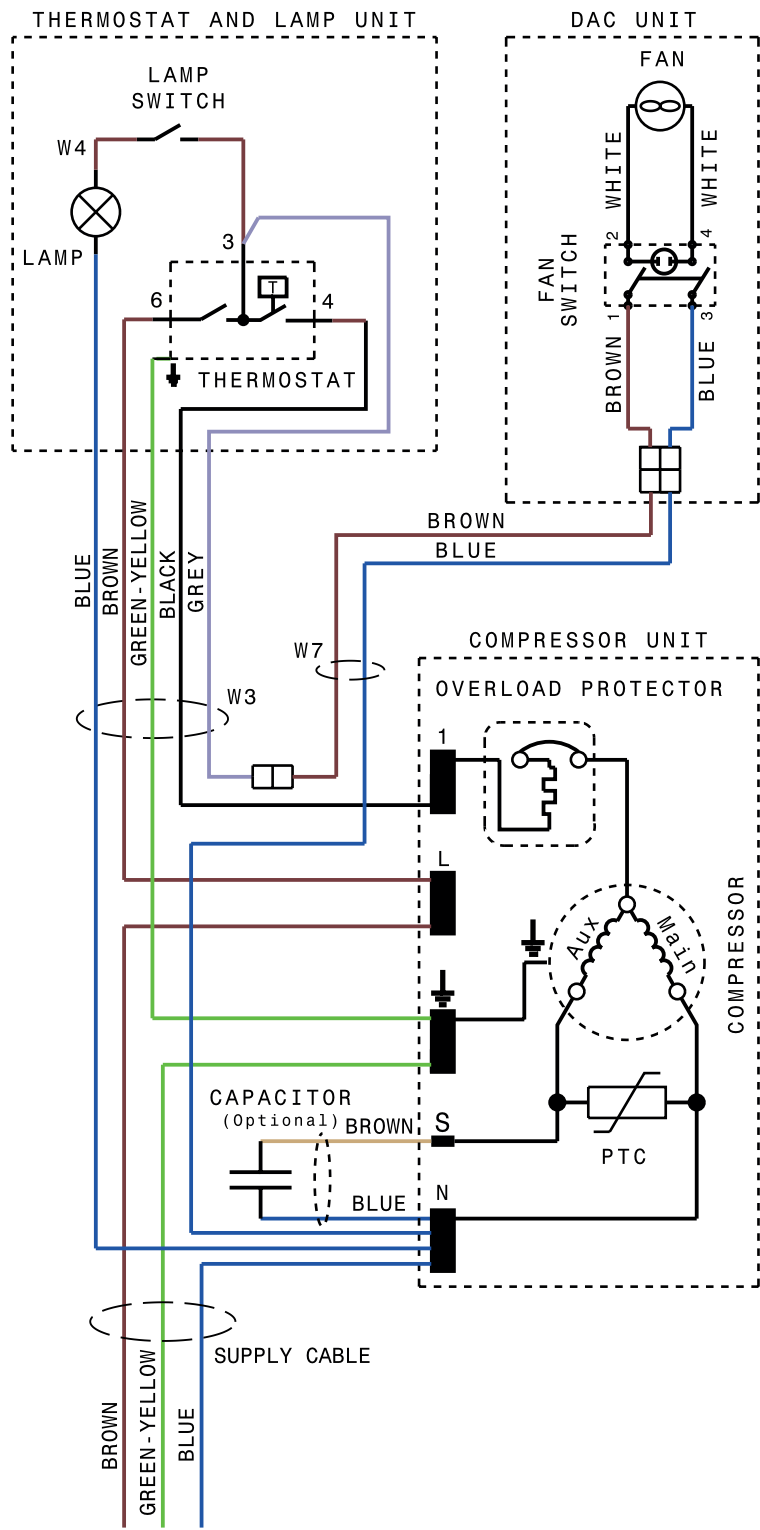 THERMOSTAT AND LAMP UNIT
DAC UNIT
LAMP
SWITCH
W4
LAMP
3
T
6
4
THERMOSTAT
FAN
WHITE
WHITE
2
4
FAN
SWITCH
1
3
BROWN
BLUE
BROWN
BLUE
BLUE
BROWN
GREEN-YELLOW
BLACK
GREY
W7
W3
COMPRESSOR UNIT
OVERLOAD PROTECTOR
1
L
Aux
Main
COMPRESSOR
CAPACITOR
(Optional)
BROWN
S
PTC
BLUE
N
SUPPLY CABLE
BROWN
GREEN-YELLOW
BLUE